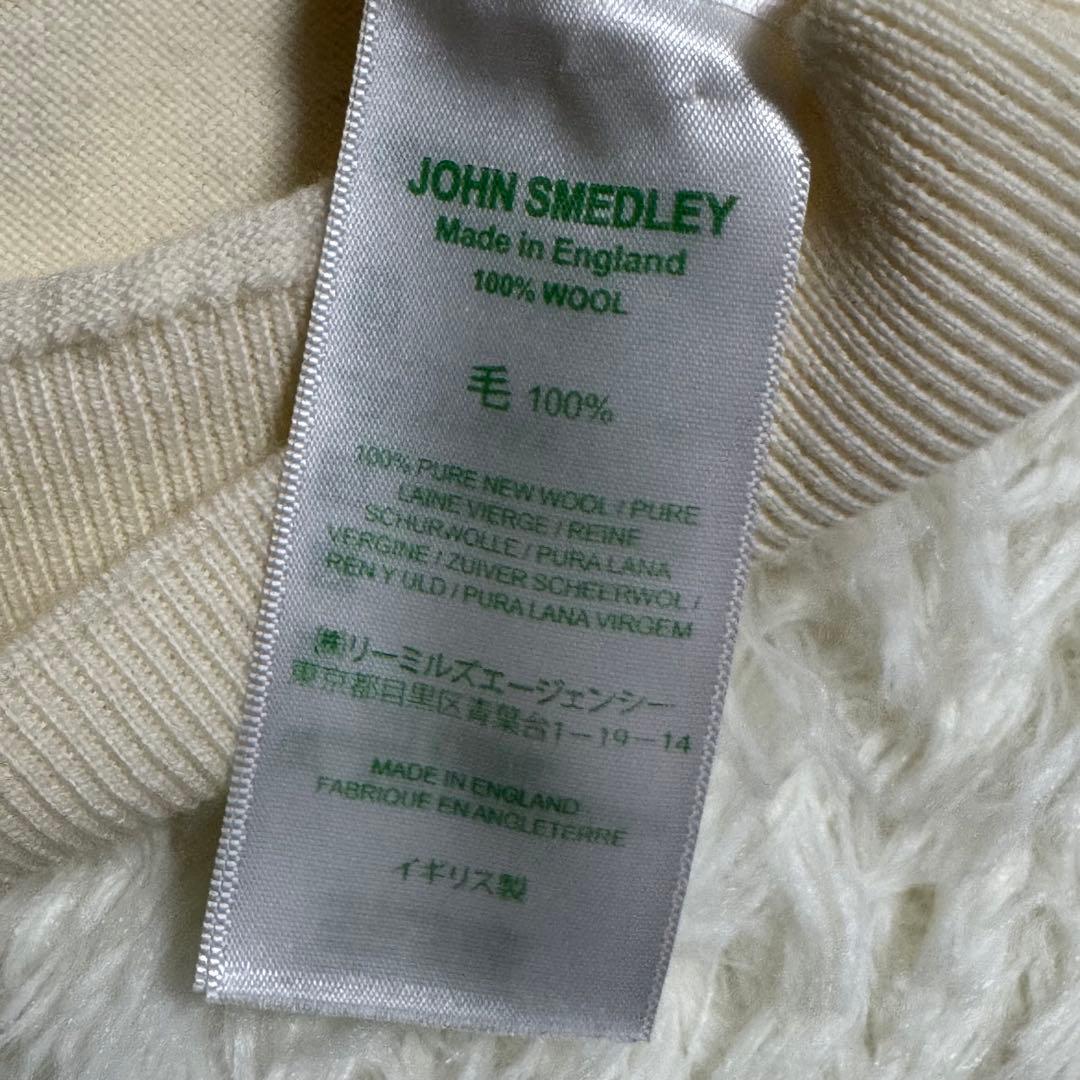 JOHN SMEDLEY
Made in England
100% WOOL
毛 100%
100% PURE NEW WOOL / PURE
LAINE VIERGE / REINE
SCHURWOLLE / PURA LANA
VERGINE / ZUIVER SCHEERWOL /
REN Y ULD / PURA LANA VIRGEM
㈱リーミルズエージェンシー
東京都目黒区青葉台1-19-14
MADE IN ENGLAND
FABRIQUE EN ANGLETERRE
イギリス製